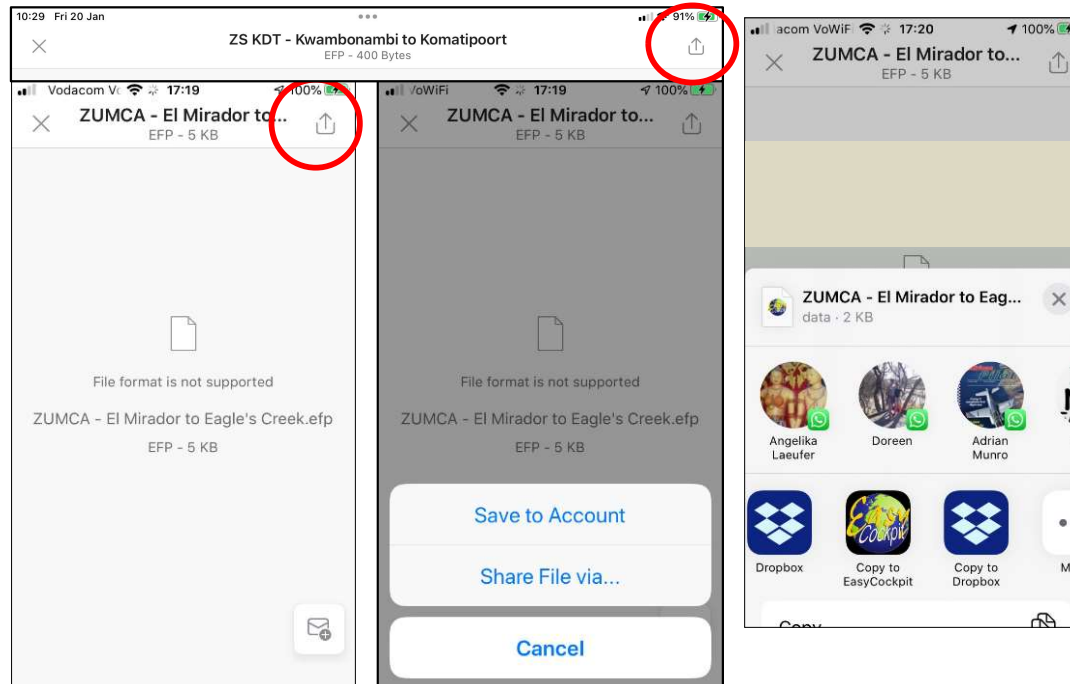 10:29 Fri 20 Jan
91%
ZS KDT - Kwambonambi to Komatipoort
EFP - 400 Bytes
Vodacom Vo 17:19 100%
ZUMCA - El Mirador to...
EFP - 5 KB
File format is not supported
ZUMCA - El Mirador to Eagle's Creek.efp
EFP - 5 KB
VoWiFi 17:19 100%
ZUMCA - El Mirador to...
EFP - 5 KB
File format is not supported
ZUMCA - El Mirador to Eagle's Creek.efp
EFP - 5 KB
Save to Account
Share File via...
Cancel
acom VoWiF 17:20 100%
ZUMCA - El Mirador to...
EFP - 5 KB
ZUMCA - El Mirador to Eag...
data · 2 KB
Angelika
Laeufer
Doreen
Adrian
Munro
ECockpit
Dropbox
Copy to
EasyCockpit
Copy to
Dropbox
M
Copy